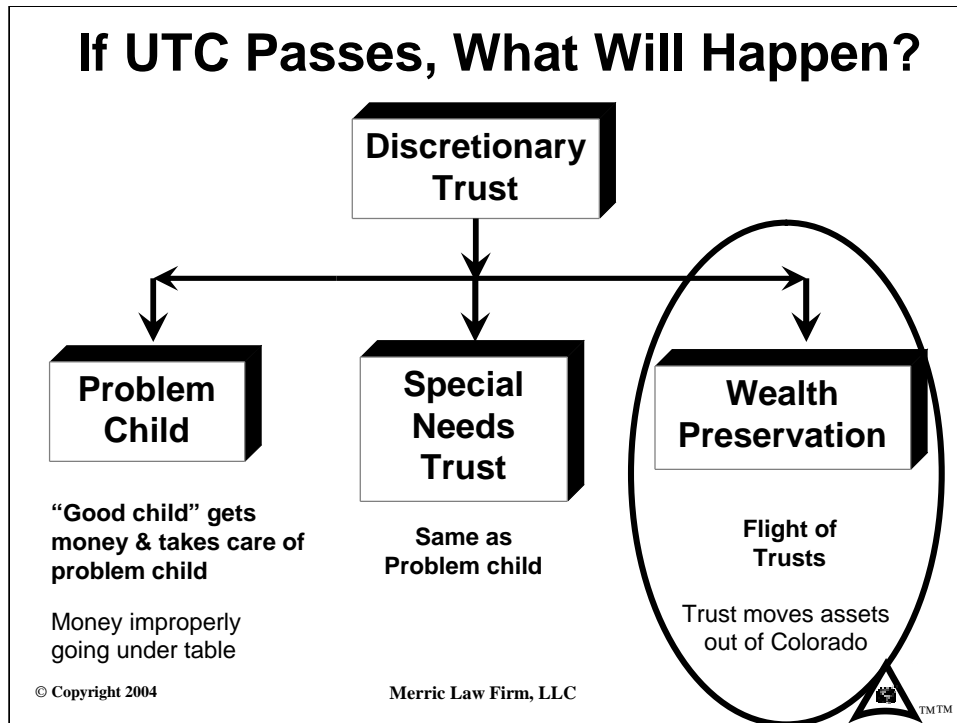 If UTC Passes, What Will Happen?
Discretionary
Trust
Problem
Child
“Good child” gets
money & takes care of
problem child
Money improperly
going under table
Special
Needs
Trust
Same as
Problem child
Wealth
Preservation
Flight of
Trusts
Trust moves assets
out of Colorado
© Copyright 2004
Merric Law Firm, LLC
TMTM